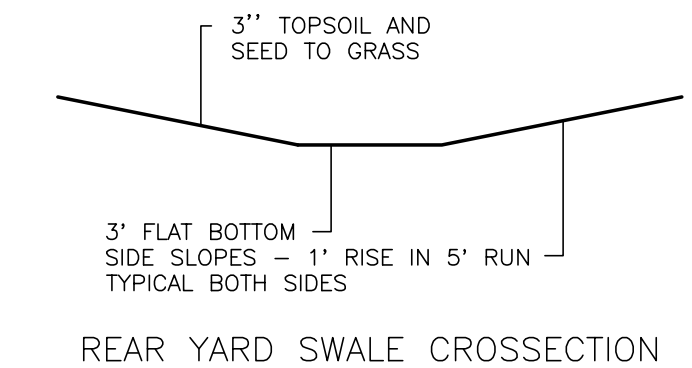 3'' TOPSOIL AND
SEED TO GRASS
3' FLAT BOTTOM
SIDE SLOPES – 1' RISE IN 5' RUN
TYPICAL BOTH SIDES
REAR YARD SWALE CROSSECTION